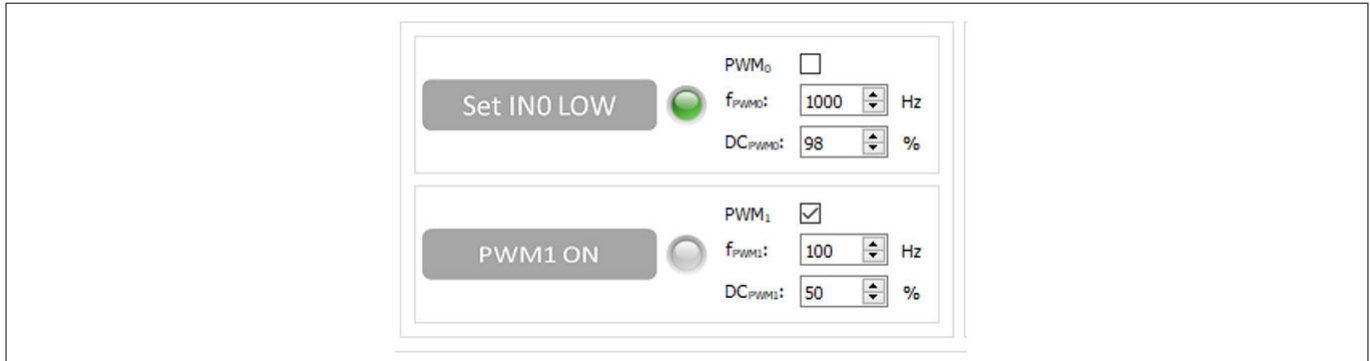 PWM₀
Set IN0 LOW
fPWM0: 1000 Hz
DCPWM0: 98 %
PWM₁
PWM1 ON
fPWM1: 100 Hz
DCPWM1: 50 %